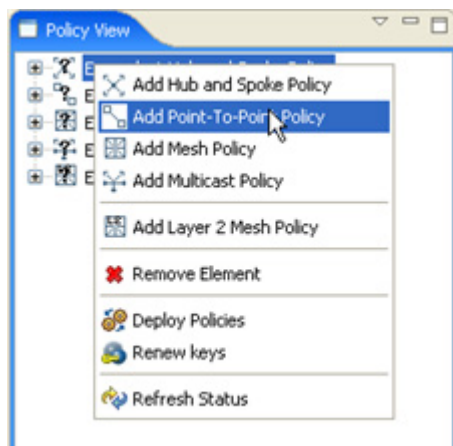 Policy View
Add Hub and Spoke Policy
Add Point-To-Point Policy
Add Mesh Policy
Add Multicast Policy
Add Layer 2 Mesh Policy
Remove Element
Deploy Policies
Renew keys
Refresh Status